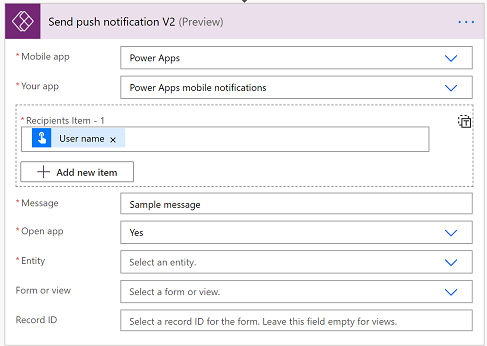 Send push notification V2 (Preview)
* Mobile app Power Apps
* Your app Power Apps mobile notifications
* Recipients Item - 1
User name ×
+ Add new item
* Message Sample message
* Open app Yes
* Entity Select an entity.
Form or view Select a form or view.
Record ID Select a record ID for the form. Leave this field empty for views.